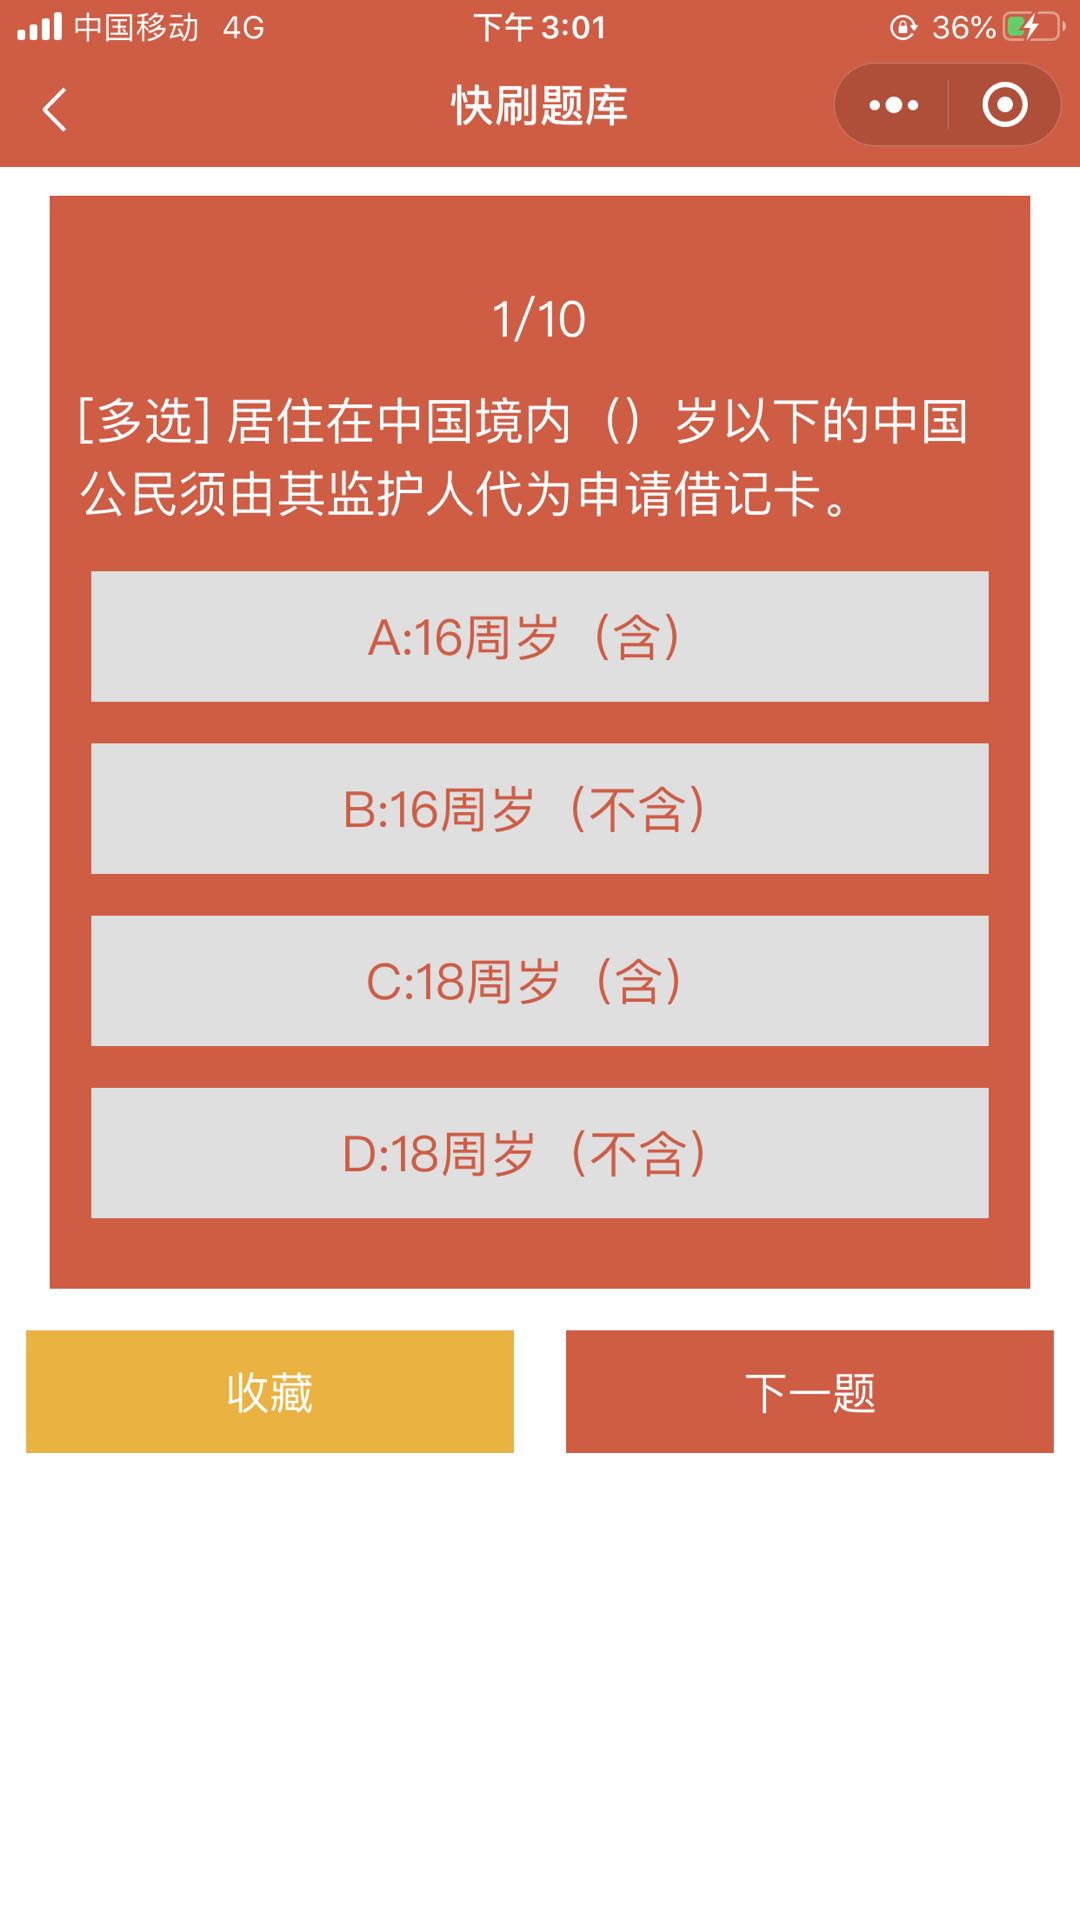 中国移动 4G 下午3:01 36%
快刷题库
1/10
[多选] 居住在中国境内（）岁以下的中国
公民须由其监护人代为申请借记卡。
A:16周岁（含）
B:16周岁（不含）
C:18周岁（含）
D:18周岁（不含）
收藏 下一题